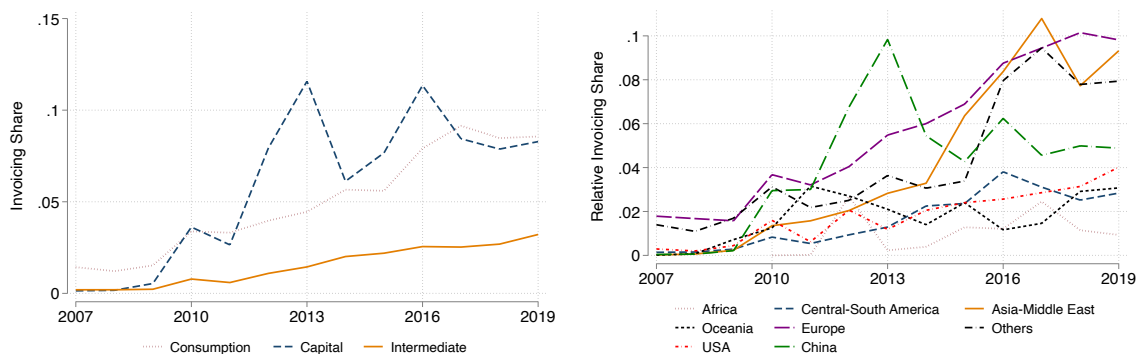 Invoicing Share
.15
.1
.05
0
2007 2010 2013 2016 2019
Consumption Capital Intermediate
Relative Invoicing Share
.1
.08
.06
.04
.02
0
2007 2010 2013 2016 2019
Africa Central-South America Asia-Middle East
Oceania Europe Others
USA China